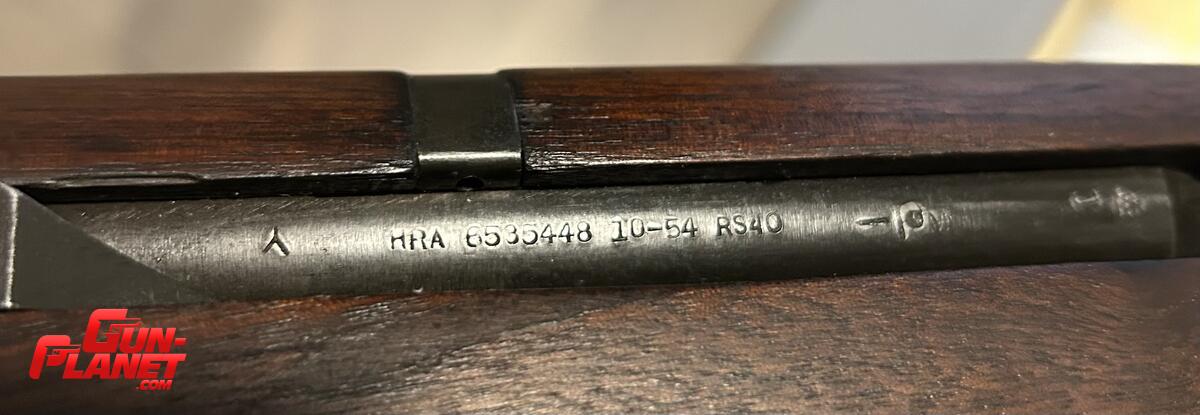 HRA 6535448 10-54 RS40
P M
GUN-
PLANET
.COM